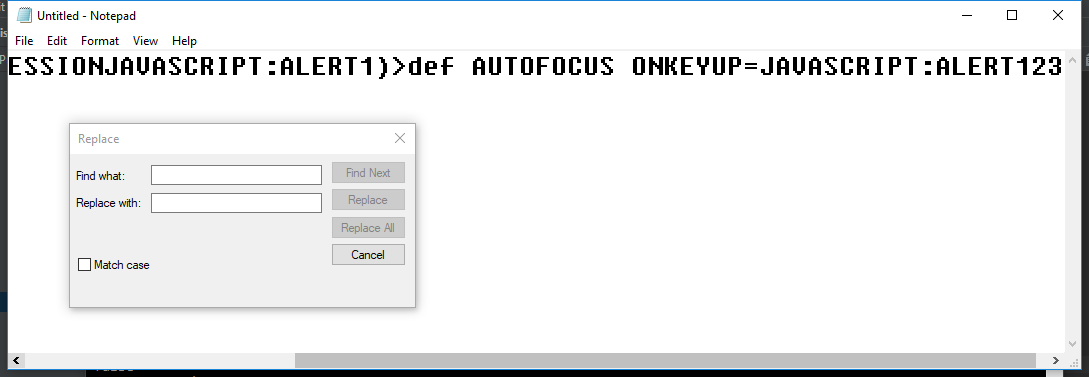 Untitled - Notepad
File Edit Format View Help
ESSIONJAVASCRIPT:ALERT1)>def AUTOFOCUS ONKEYUP=JAVASCRIPT:ALERT123
Replace
Find what:
Find Next
Replace with:
Replace
Replace All
Cancel
Match case